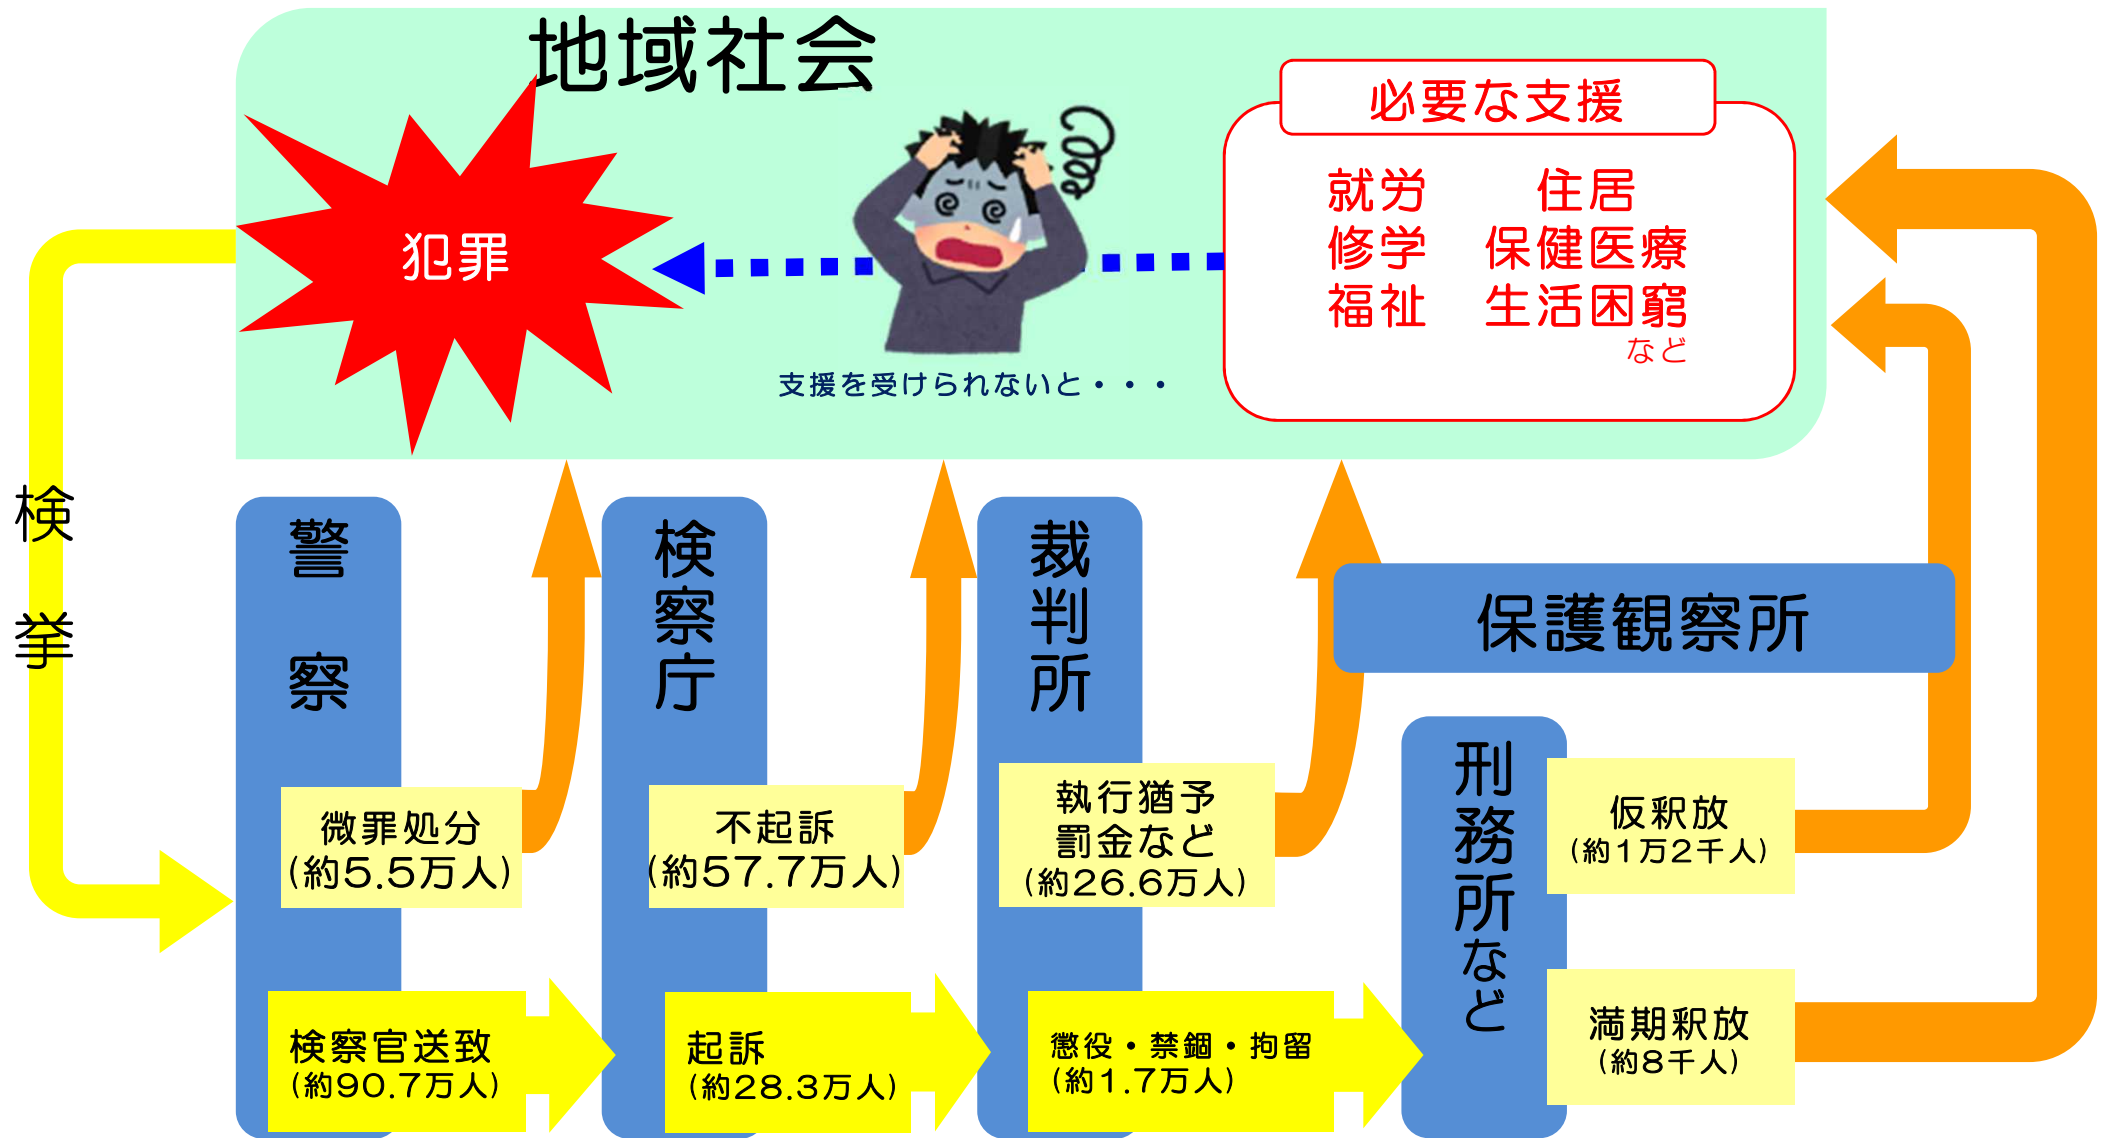 地域社会
犯罪
支援を受けられないと・・・
必要な支援
就労　住居
修学　保健医療
福祉　生活困窮
など
検挙
警察
微罪処分
(約5.5万人)
検察官送致
(約90.7万人)
検察庁
不起訴
(約57.7万人)
起訴
(約28.3万人)
裁判所
執行猶予
罰金など
(約26.6万人)
懲役・禁錮・拘留
(約1.7万人)
保護観察所
刑務所など
仮釈放
(約1万2千人)
満期釈放
(約8千人)